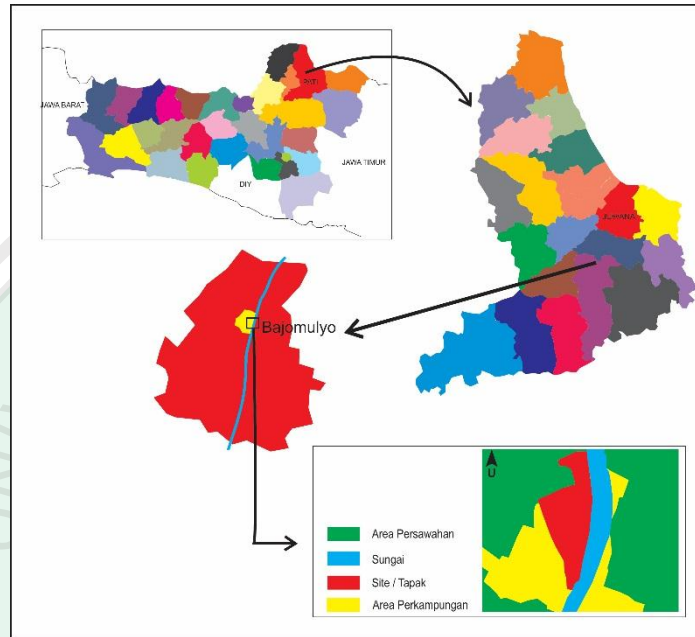 PATI
JAWA BARAT
JAWA TIMUR
DIY
JUWANA
Bajomulyo
U
Area Persawahan
Sungai
Site / Tapak
Area Perkampungan